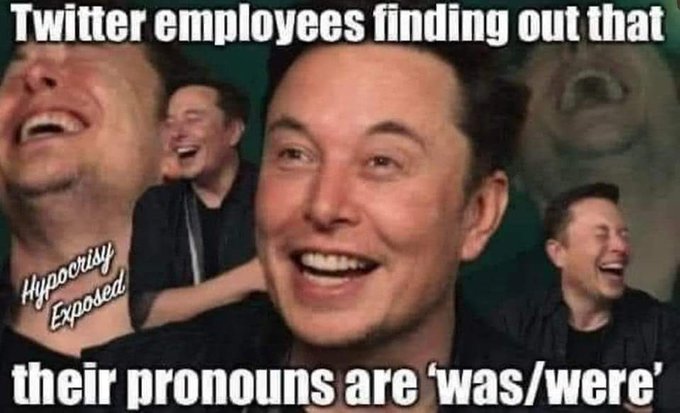 Twitter employees finding out that
Hypocrisy
Exposed
their pronouns are 'was/were'